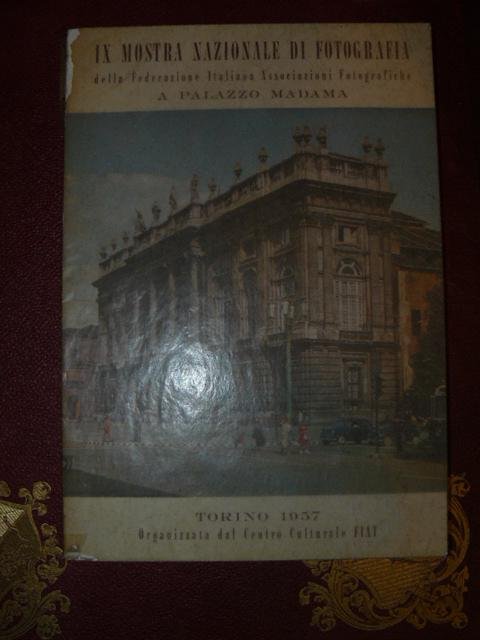 IX MOSTRA NAZIONALE DI FOTOGRAFIA
della Federazione Italiana Associazioni Fotografiche
A PALAZZO MADAMA
TORINO 1957
Organizzata dal Centro Culturale FIAT